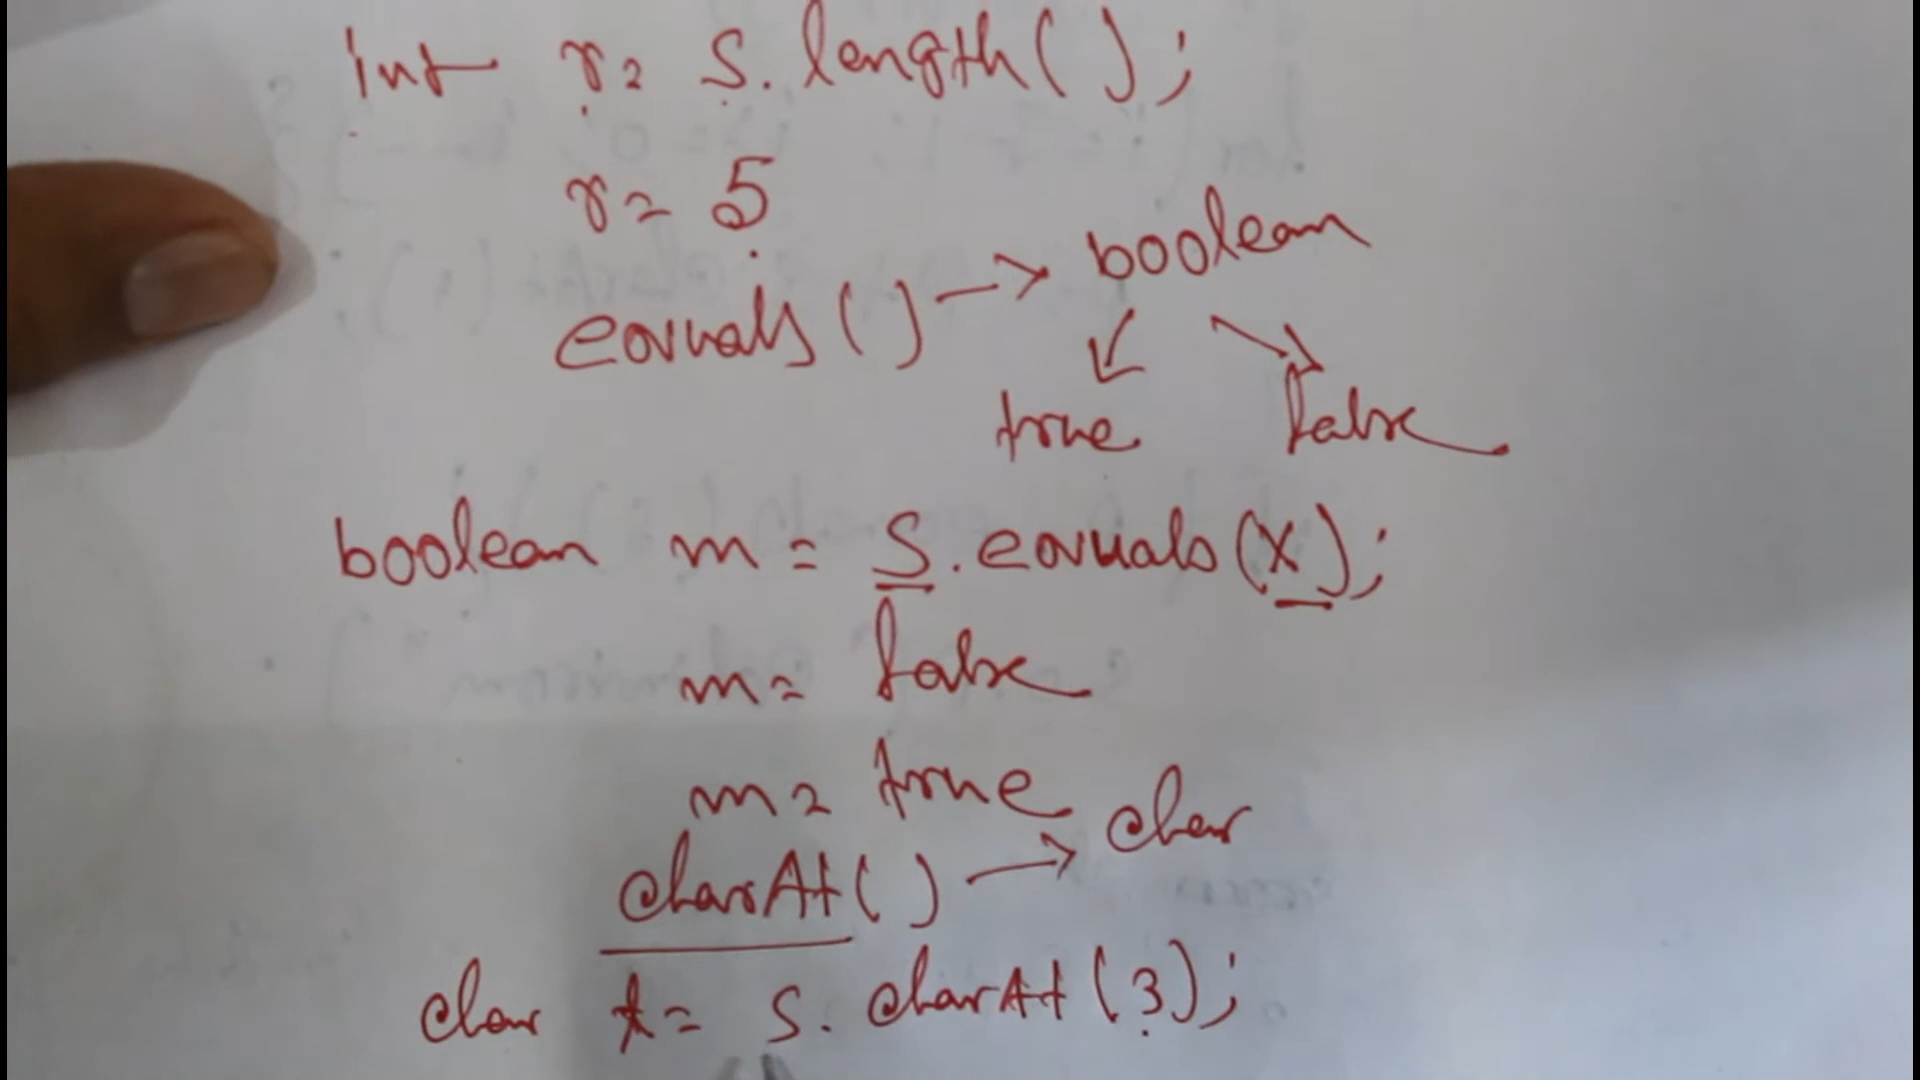 int r = s.length();
r = 5
equals() → boolean
true false
boolean m = s.equals(x);
m = false
m = true
charAt() → char
char t = s.charAt(3);